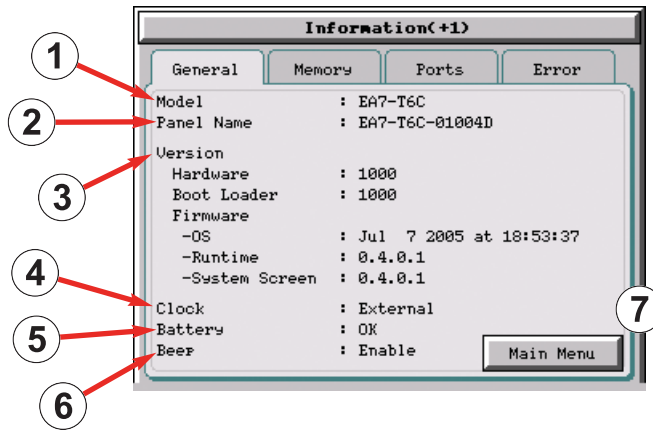 Information(+1)
General Memory Ports Error
1
Model : EA7-T6C
2
Panel Name : EA7-T6C-01004D
3
Version
Hardware : 1000
Boot Loader : 1000
Firmware
-OS : Jul 7 2005 at 18:53:37
-Runtime : 0.4.0.1
-System Screen : 0.4.0.1
4
Clock : External
7
5
Battery : OK
6
Beep : Enable
Main Menu